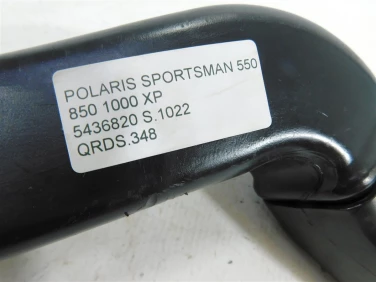 POLARIS SPORTSMAN 550
850 1000 XP
5436820 S.1022
QRDS.348